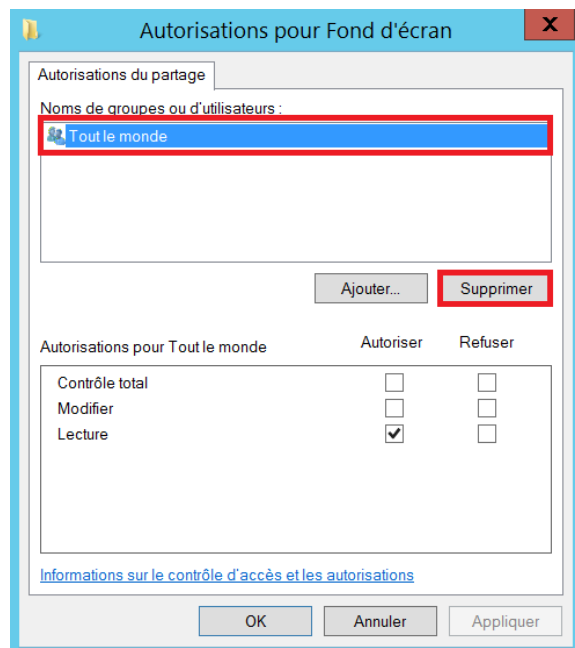 Autorisations pour Fond d'écran
X
Autorisations du partage
Noms de groupes ou d'utilisateurs :
Tout le monde
Ajouter...
Supprimer
Autorisations pour Tout le monde
Autoriser
Refuser
Contrôle total
Modifier
Lecture
Informations sur le contrôle d'accès et les autorisations
OK
Annuler
Appliquer